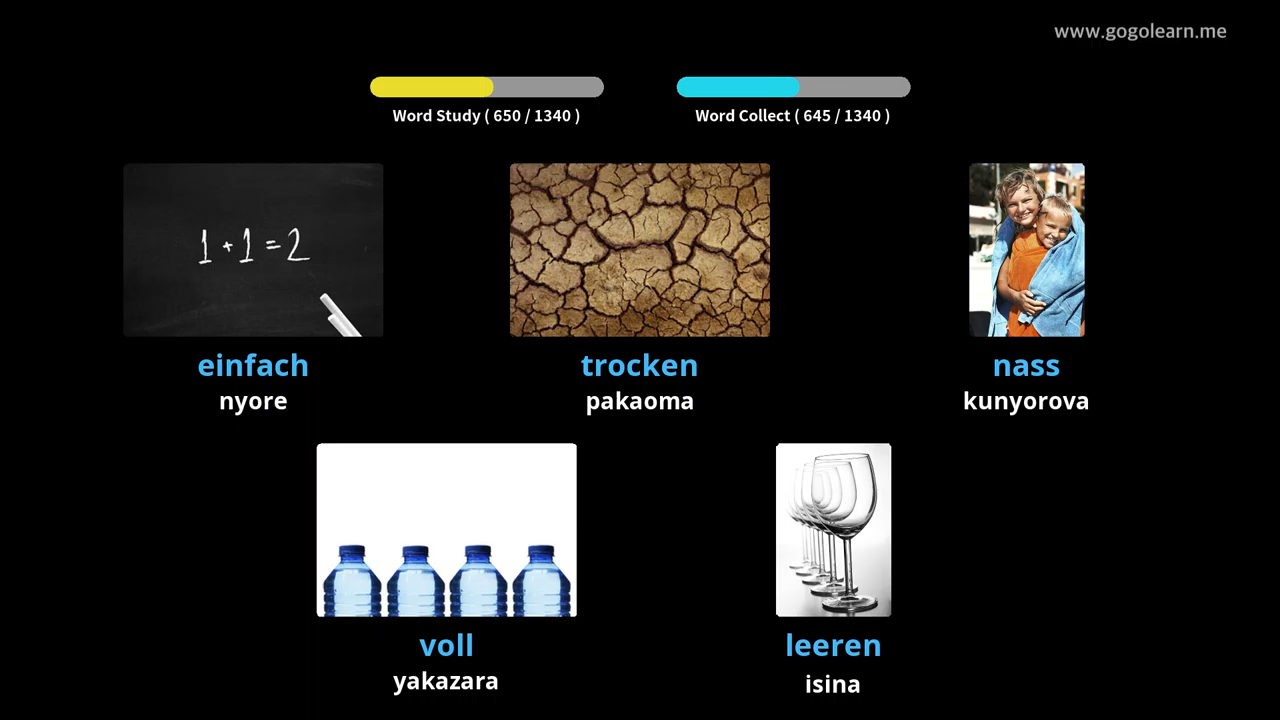 www.gogolearn.me
Word Study ( 650 / 1340 )
Word Collect ( 645 / 1340 )
1 + 1 = 2
einfach
nyore
trocken
pakaoma
nass
kunyorova
voll
yakazara
leeren
isina